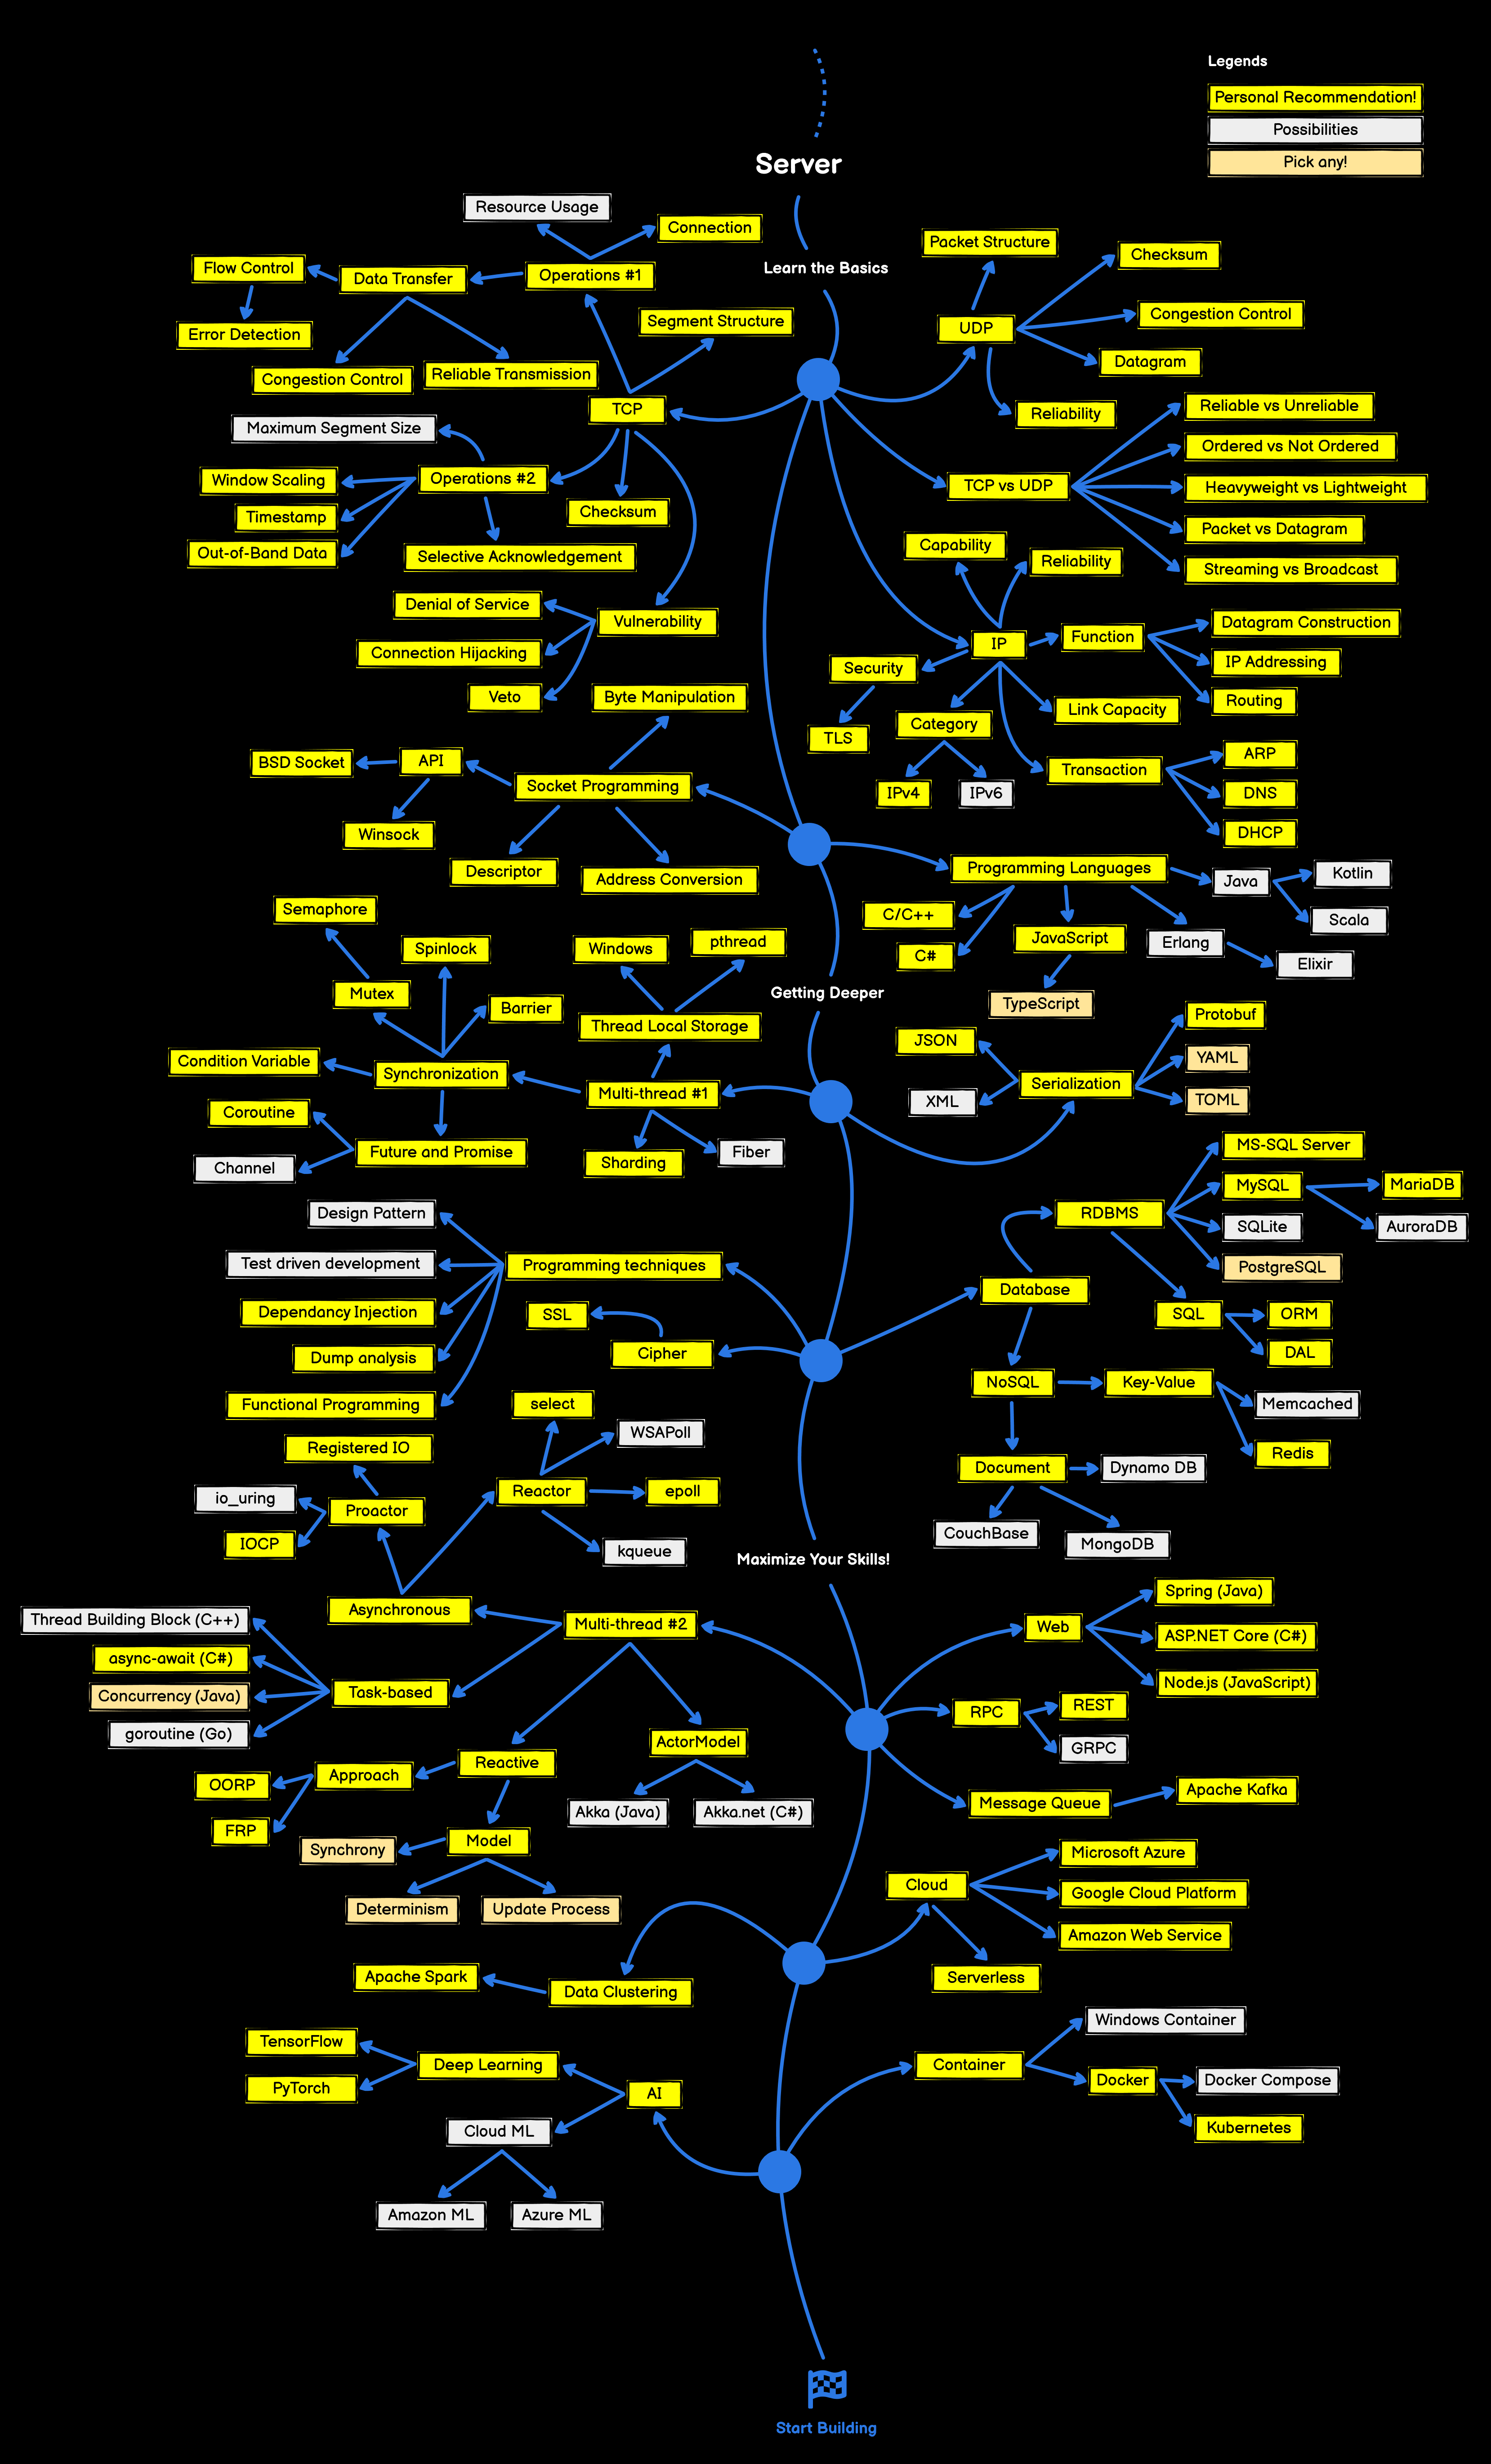 Legends
Personal Recommendation!
Possibilities
Pick any!
Server
Learn the Basics
Resource Usage
Connection
Flow Control
Data Transfer
Operations #1
Error Detection
Segment Structure
Congestion Control
Reliable Transmission
TCP
Maximum Segment Size
Window Scaling
Operations #2
Timestamp
Checksum
Out-of-Band Data
Selective Acknowledgement
Denial of Service
Vulnerability
Connection Hijacking
Veto
Packet Structure
Checksum
UDP
Congestion Control
Datagram
Reliability
TCP vs UDP
Reliable vs Unreliable
Ordered vs Not Ordered
Heavyweight vs Lightweight
Packet vs Datagram
Streaming vs Broadcast
Capability
Reliability
IP
Function
Datagram Construction
IP Addressing
Routing
Security
TLS
Category
Link Capacity
IPv4
IPv6
Transaction
ARP
DNS
DHCP
Byte Manipulation
BSD Socket
API
Socket Programming
Winsock
Descriptor
Address Conversion
Programming Languages
Java
Kotlin
Scala
C/C++
C#
JavaScript
Erlang
Elixir
TypeScript
Getting Deeper
Semaphore
Spinlock
Windows
pthread
Mutex
Barrier
Thread Local Storage
Condition Variable
Synchronization
Multi-thread #1
Coroutine
Future and Promise
Channel
Sharding
Fiber
JSON
XML
Serialization
Protobuf
YAML
TOML
Design Pattern
Test driven development
Programming techniques
Dependancy Injection
Dump analysis
Functional Programming
SSL
Cipher
Database
RDBMS
MS-SQL Server
MySQL
MariaDB
SQLite
AuroraDB
PostgreSQL
SQL
ORM
DAL
NoSQL
Key-Value
Memcached
Redis
Document
Dynamo DB
CouchBase
MongoDB
Maximize Your Skills!
Registered IO
io_uring
Proactor
IOCP
select
WSAPoll
Reactor
epoll
kqueue
Asynchronous
Multi-thread #2
Thread Building Block (C++)
async-await (C#)
Task-based
Concurrency (Java)
goroutine (Go)
ActorModel
Akka (Java)
Akka.net (C#)
Reactive
Approach
OORP
FRP
Model
Synchrony
Determinism
Update Process
Web
Spring (Java)
ASP.NET Core (C#)
Node.js (JavaScript)
RPC
REST
GRPC
Message Queue
Apache Kafka
Cloud
Microsoft Azure
Google Cloud Platform
Amazon Web Service
Serverless
Apache Spark
Data Clustering
TensorFlow
Deep Learning
PyTorch
AI
Cloud ML
Amazon ML
Azure ML
Container
Windows Container
Docker
Docker Compose
Kubernetes
Start Building